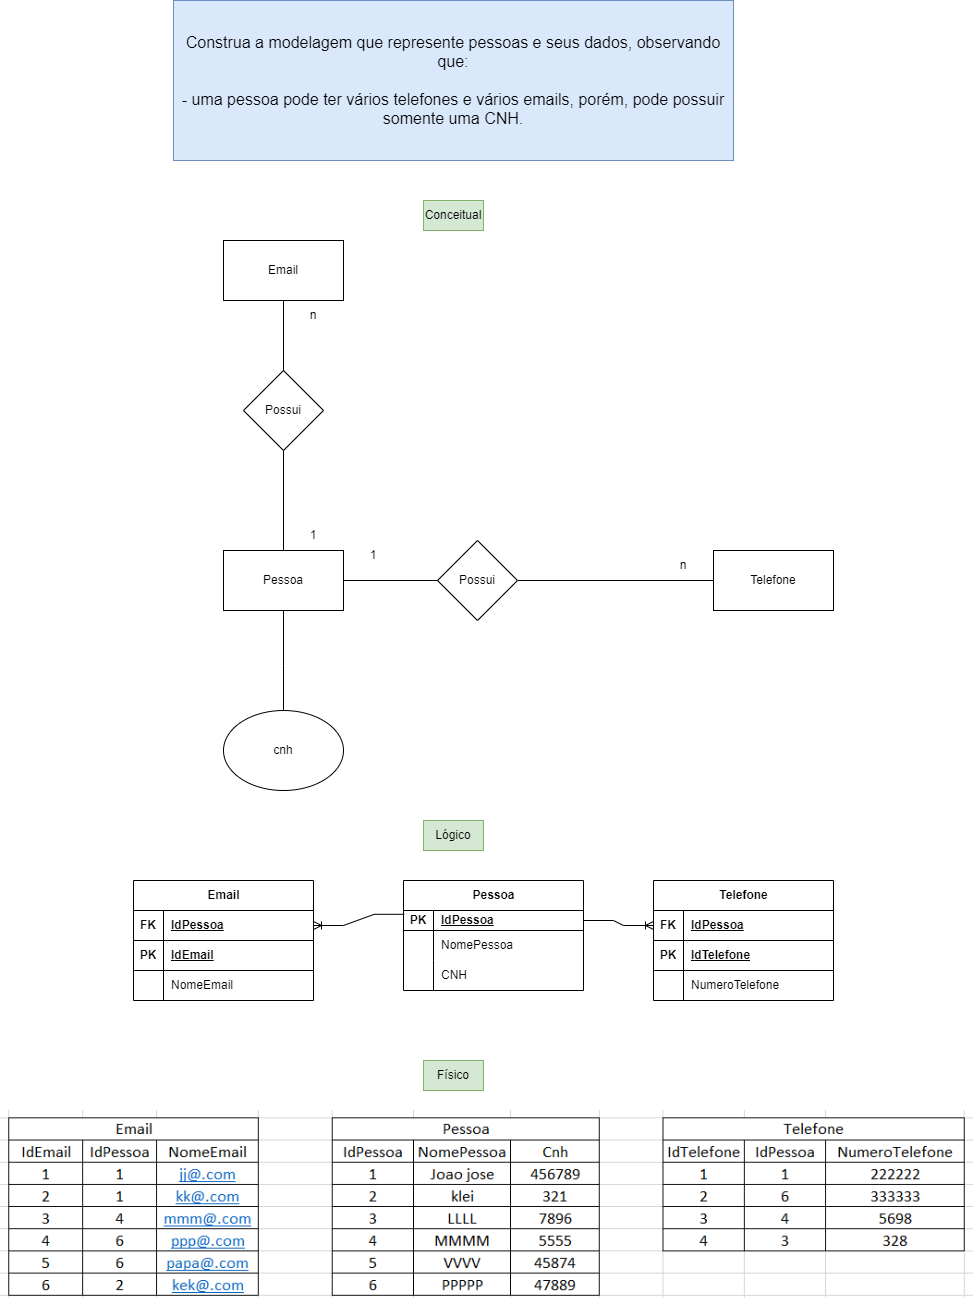 Construa a modelagem que represente pessoas e seus dados, observando
que:
- uma pessoa pode ter vários telefones e vários emails, porém, pode possuir
somente uma CNH.
Conceitual
Email
n
Possui
1
Pessoa
1
Possui
n
Telefone
cnh
Lógico
Email
FK IdPessoa
PK IdEmail
NomeEmail
Pessoa
PK IdPessoa
NomePessoa
CNH
Telefone
FK IdPessoa
PK IdTelefone
NumeroTelefone
Físico
Email
IdEmail IdPessoa NomeEmail
1 1 jj@.com
2 1 kk@.com
3 4 mmm@.com
4 6 ppp@.com
5 6 papa@.com
6 2 kek@.com
Pessoa
IdPessoa NomePessoa Cnh
1 Joao jose 456789
2 klei 321
3 LLLL 7896
4 MMMM 5555
5 VVVV 45874
6 PPPPP 47889
Telefone
IdTelefone IdPessoa NumeroTelefone
1 1 222222
2 6 333333
3 4 5698
4 3 328